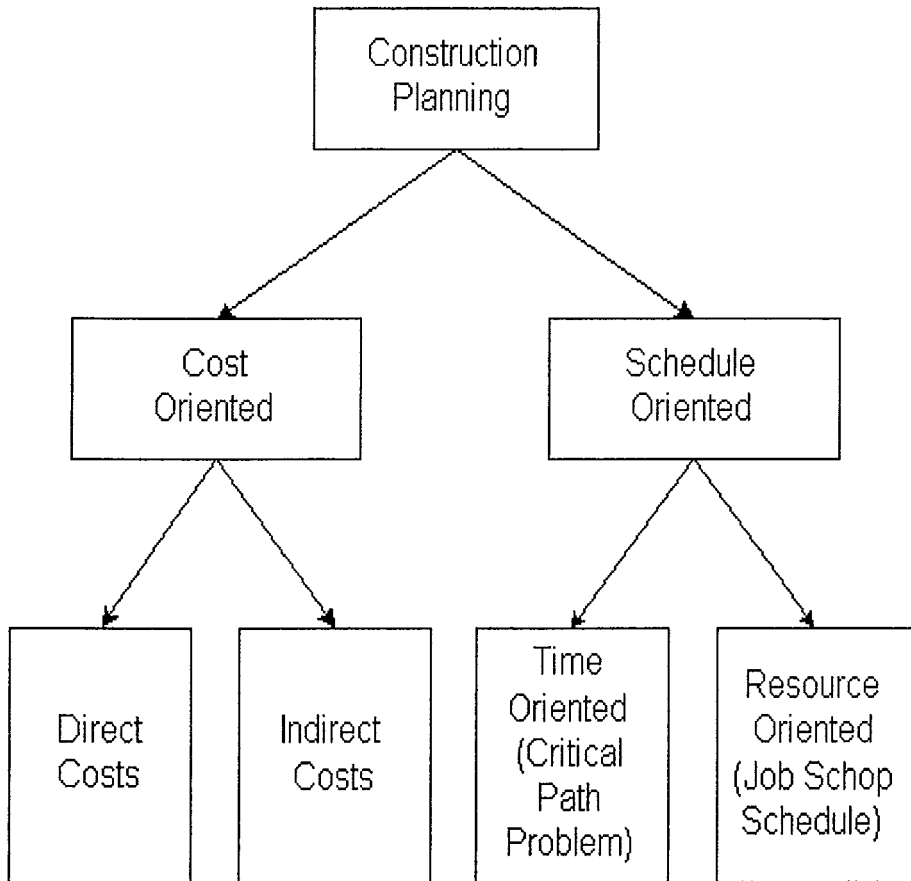 Construction
Planning
Cost
Oriented
Schedule
Oriented
Direct
Costs
Indirect
Costs
Time
Oriented
(Critical
Path
Problem)
Resource
Oriented
(Job Schop
Schedule)